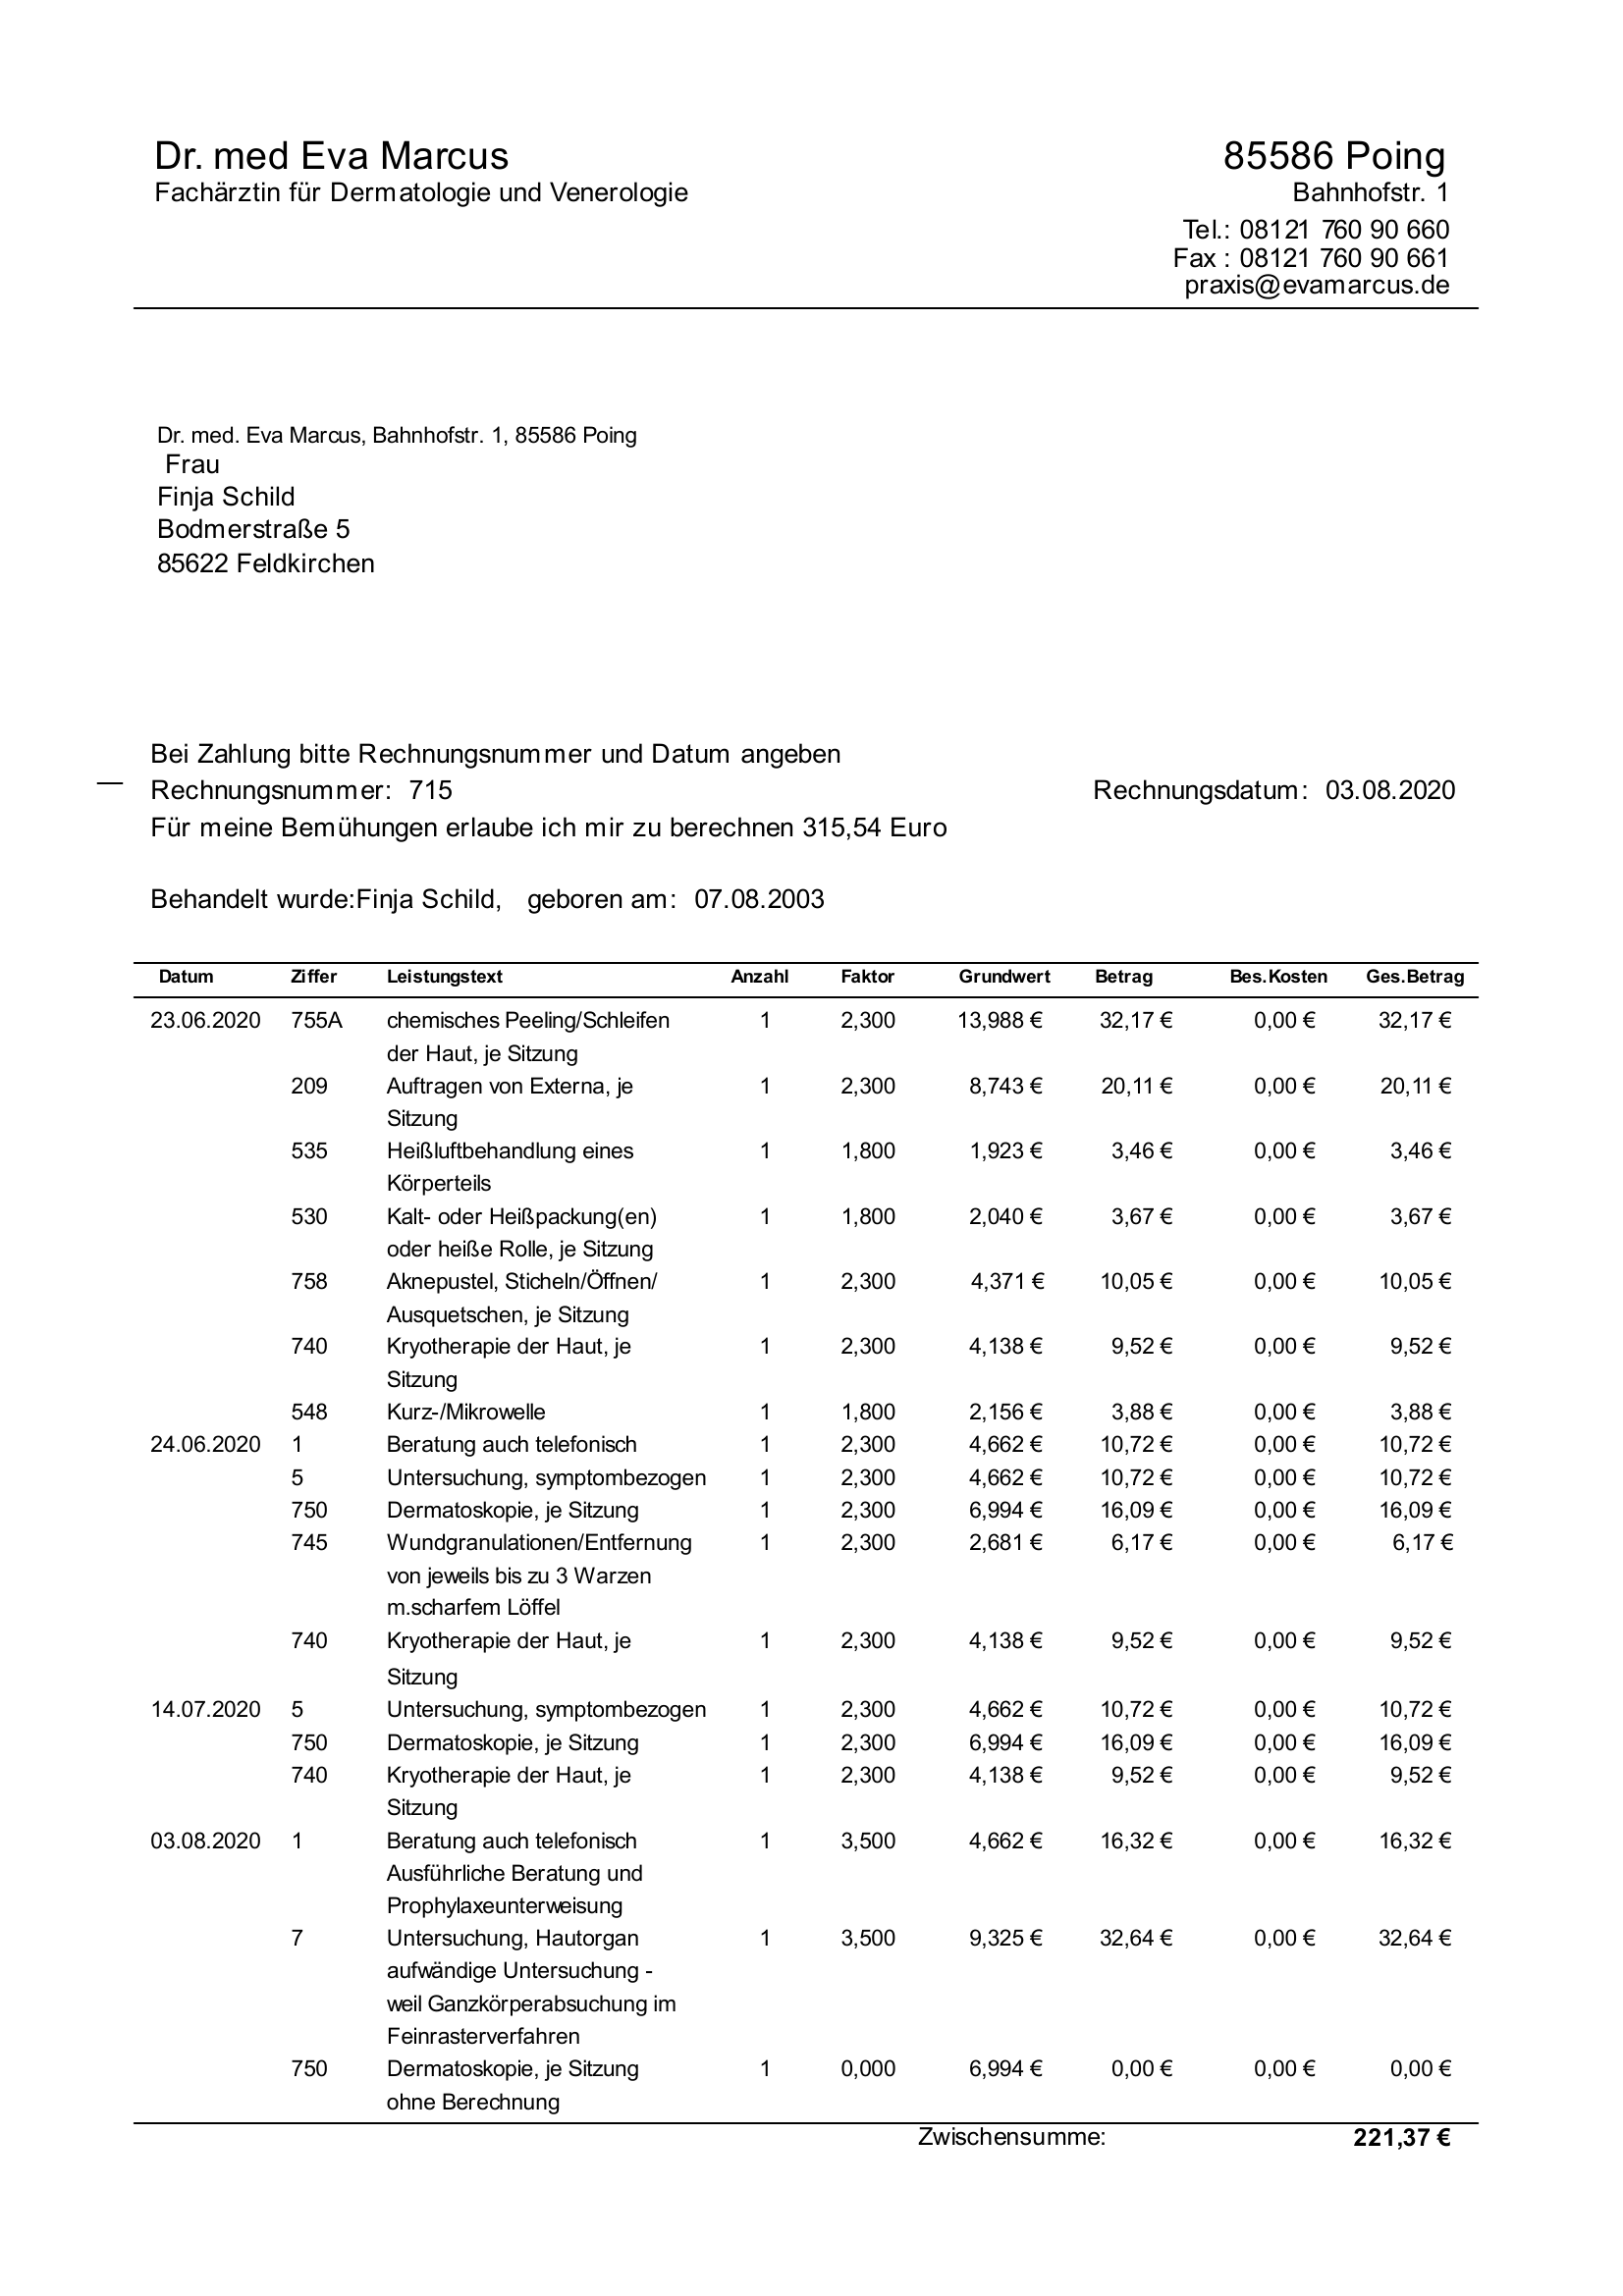 Dr. med Eva Marcus
85586 Poing
Fachärztin für Dermatologie und Venerologie
Bahnhofstr. 1
Tel.: 08121 760 90 660
Fax : 08121 760 90 661
praxis@evamarcus.de
Dr. med. Eva Marcus, Bahnhofstr. 1, 85586 Poing
Frau
Finja Schild
Bodmerstraße 5
85622 Feldkirchen
Bei Zahlung bitte Rechnungsnummer und Datum angeben
Rechnungsnummer: 715 Rechnungsdatum: 03.08.2020
Für meine Bemühungen erlaube ich mir zu berechnen 315,54 Euro
Behandelt wurde:Finja Schild, geboren am: 07.08.2003
Datum Ziffer Leistungstext Anzahl Faktor Grundwert Betrag Bes.Kosten Ges.Betrag
23.06.2020 755A chemisches Peeling/Schleifen 1 2,300 13,988 € 32,17 € 0,00 € 32,17 €
der Haut, je Sitzung
209 Auftragen von Externa, je 1 2,300 8,743 € 20,11 € 0,00 € 20,11 €
Sitzung
535 Heißluftbehandlung eines 1 1,800 1,923 € 3,46 € 0,00 € 3,46 €
Körperteils
530 Kalt- oder Heißpackung(en) 1 1,800 2,040 € 3,67 € 0,00 € 3,67 €
oder heiße Rolle, je Sitzung
758 Aknepustel, Sticheln/Öffnen/ 1 2,300 4,371 € 10,05 € 0,00 € 10,05 €
Ausquetschen, je Sitzung
740 Kryotherapie der Haut, je 1 2,300 4,138 € 9,52 € 0,00 € 9,52 €
Sitzung
548 Kurz-/Mikrowelle 1 1,800 2,156 € 3,88 € 0,00 € 3,88 €
24.06.2020 1 Beratung auch telefonisch 1 2,300 4,662 € 10,72 € 0,00 € 10,72 €
5 Untersuchung, symptombezogen 1 2,300 4,662 € 10,72 € 0,00 € 10,72 €
750 Dermatoskopie, je Sitzung 1 2,300 6,994 € 16,09 € 0,00 € 16,09 €
745 Wundgranulationen/Entfernung 1 2,300 2,681 € 6,17 € 0,00 € 6,17 €
von jeweils bis zu 3 Warzen
m.scharfem Löffel
740 Kryotherapie der Haut, je 1 2,300 4,138 € 9,52 € 0,00 € 9,52 €
Sitzung
14.07.2020 5 Untersuchung, symptombezogen 1 2,300 4,662 € 10,72 € 0,00 € 10,72 €
750 Dermatoskopie, je Sitzung 1 2,300 6,994 € 16,09 € 0,00 € 16,09 €
740 Kryotherapie der Haut, je 1 2,300 4,138 € 9,52 € 0,00 € 9,52 €
Sitzung
03.08.2020 1 Beratung auch telefonisch 1 3,500 4,662 € 16,32 € 0,00 € 16,32 €
Ausführliche Beratung und
Prophylaxeunterweisung
7 Untersuchung, Hautorgan 1 3,500 9,325 € 32,64 € 0,00 € 32,64 €
aufwändige Untersuchung -
weil Ganzkörperabsuchung im
Feinrasterverfahren
750 Dermatoskopie, je Sitzung 1 0,000 6,994 € 0,00 € 0,00 € 0,00 €
ohne Berechnung
Zwischensumme: 221,37 €